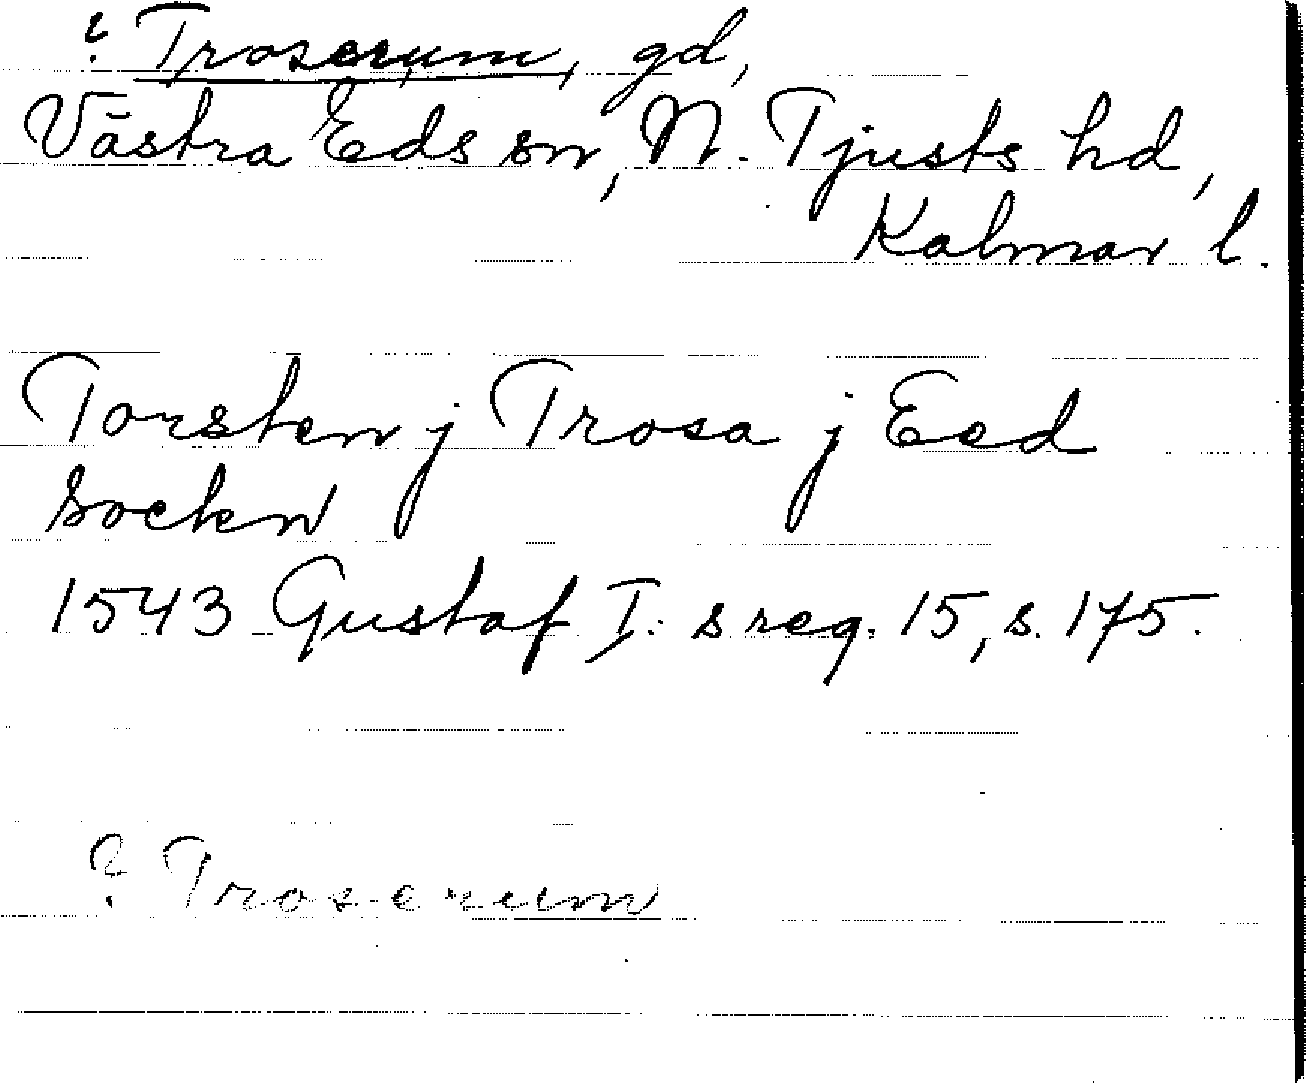 ? Troserum, gd,
Västra Eds sn, N. Tjusts hd,
Kalmar l.
Torsten j Trosa j Eed
socken
1543 Gustaf I:s reg. 15, s. 175.
? Troserum